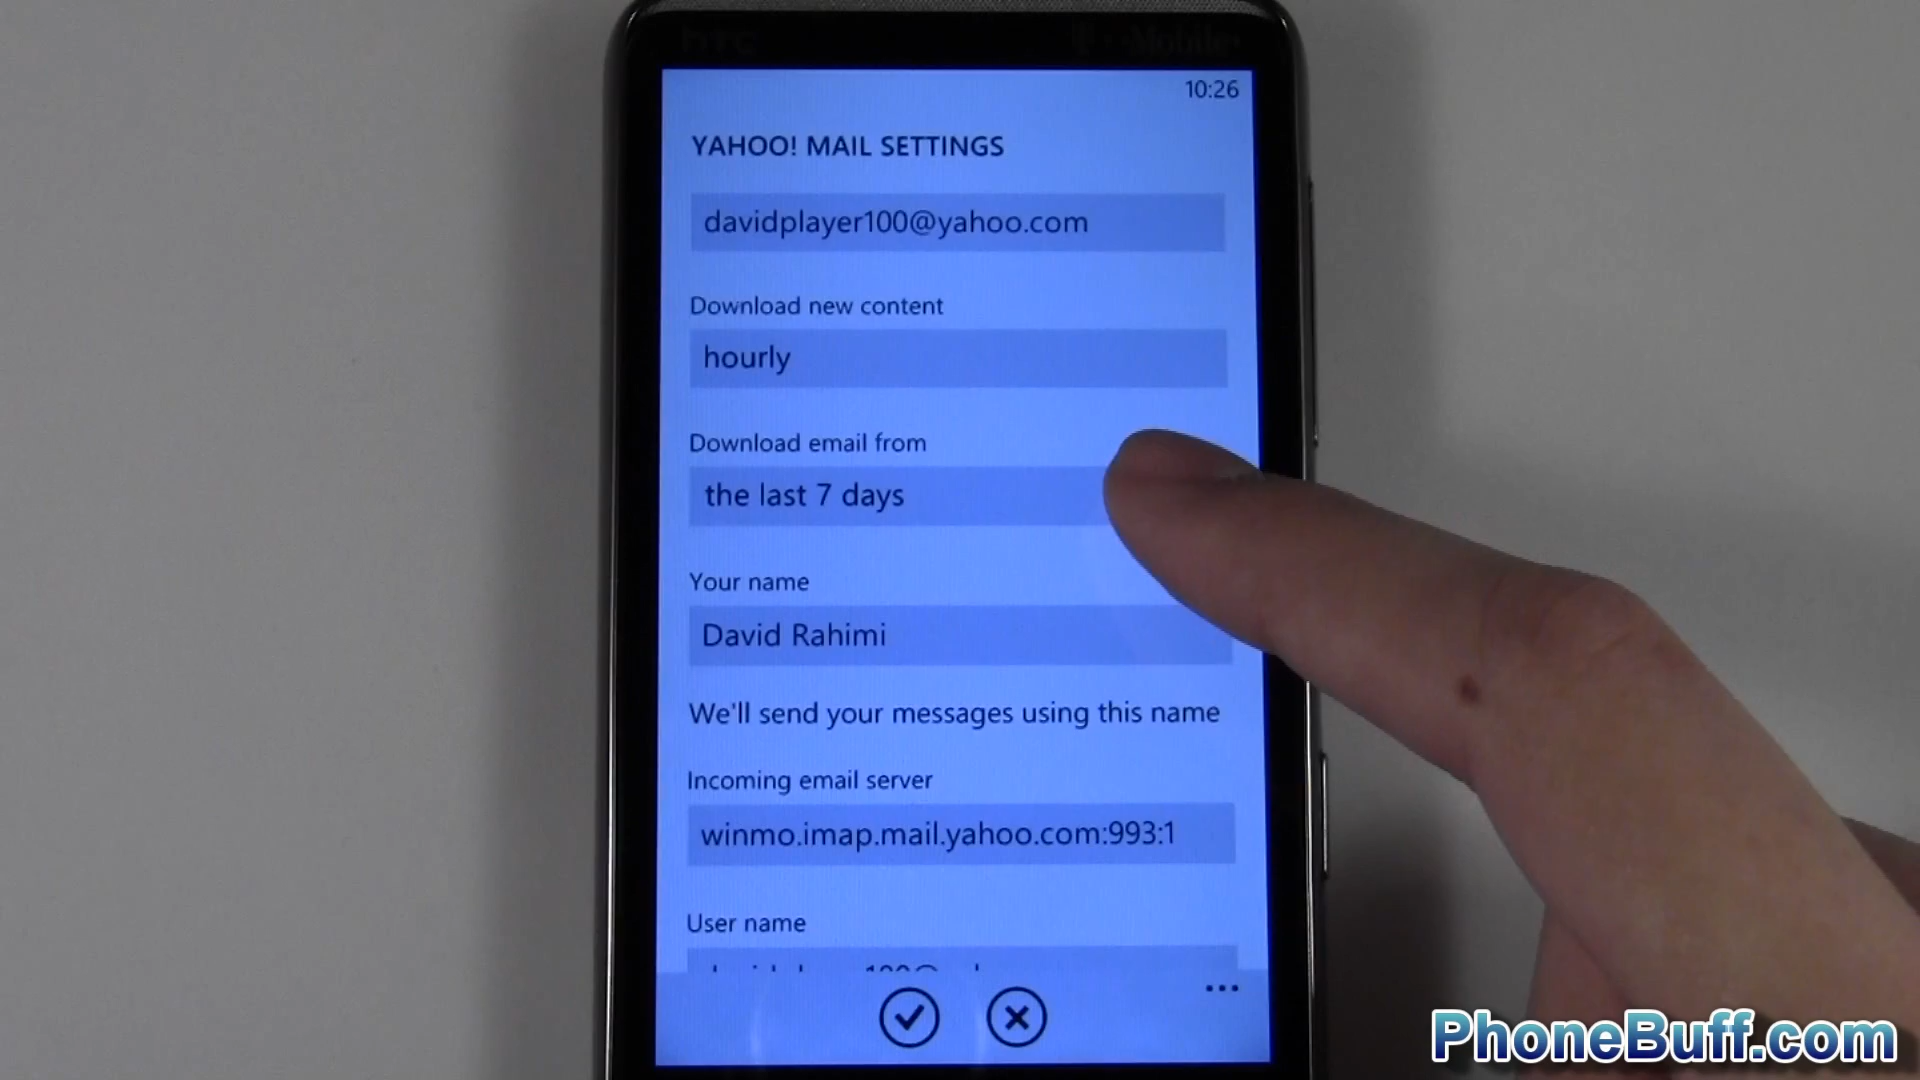 hTC T··Mobile·
10:26
YAHOO! MAIL SETTINGS
davidplayer100@yahoo.com
Download new content
hourly
Download email from
the last 7 days
Your name
David Rahimi
We'll send your messages using this name
Incoming email server
winmo.imap.mail.yahoo.com:993:1
User name
PhoneBuff.com